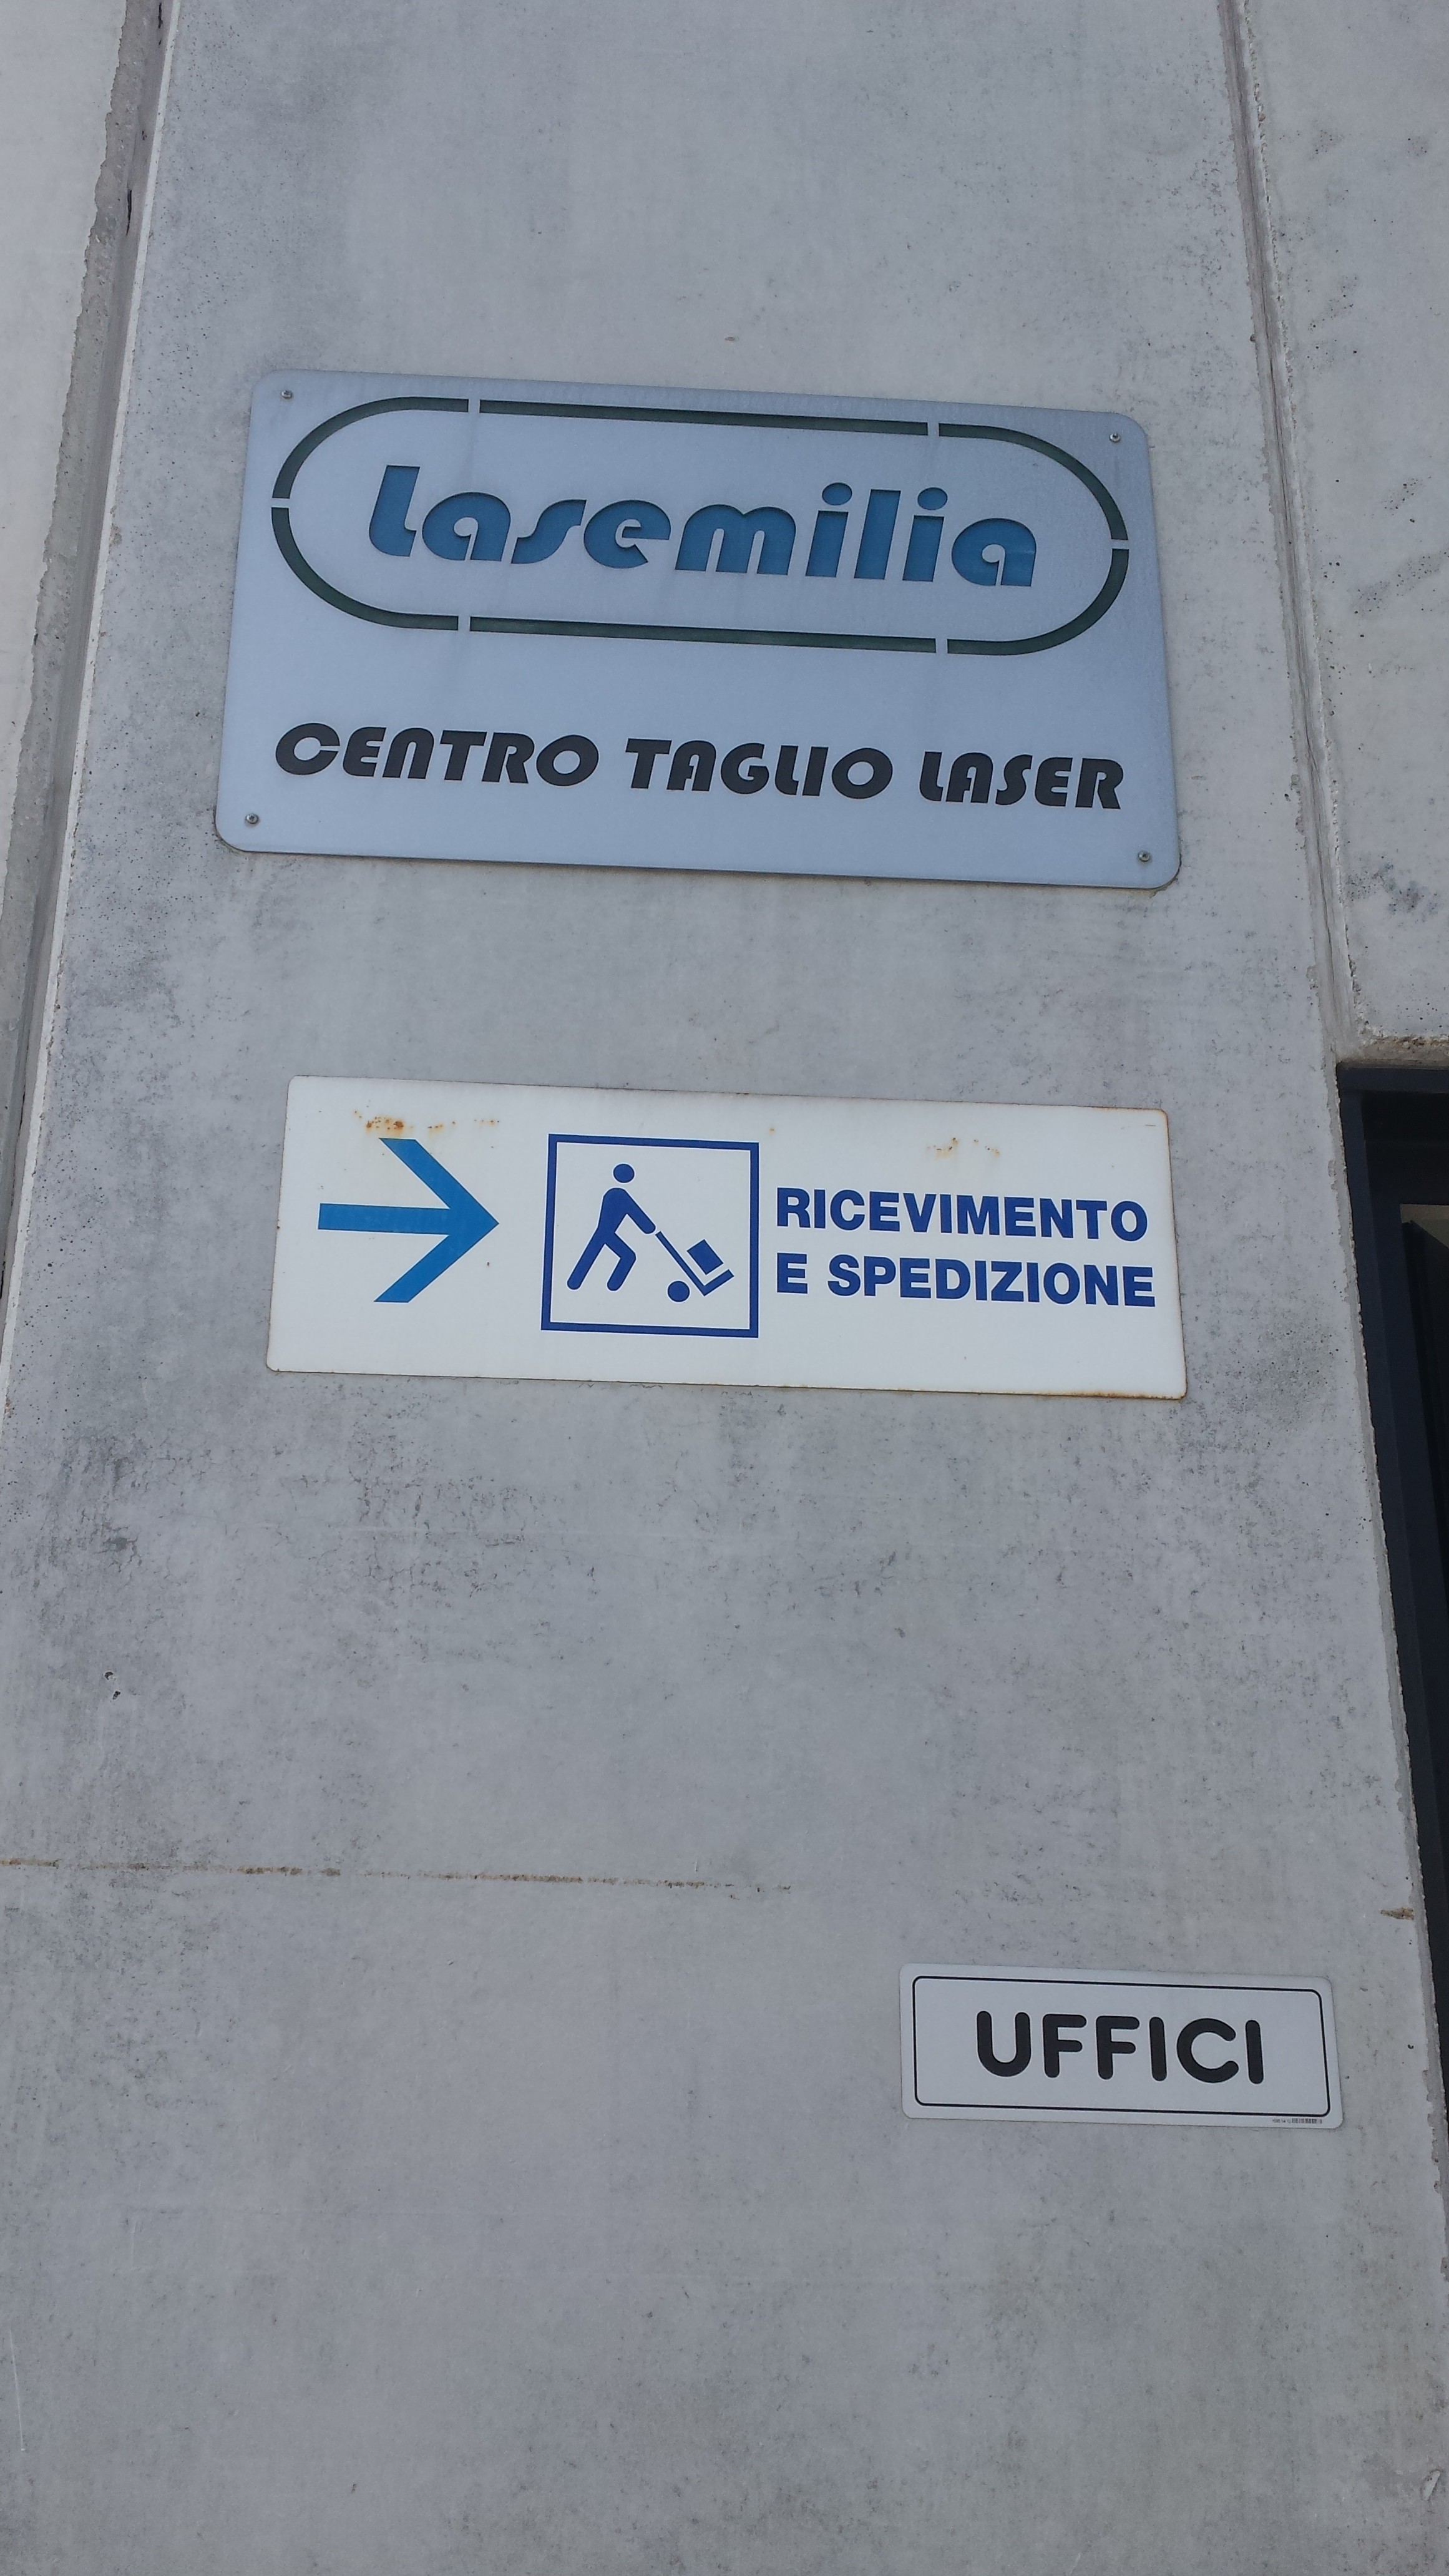 Lasemilia
CENTRO TAGLIO LASER
RICEVIMENTO
E SPEDIZIONE
UFFICI